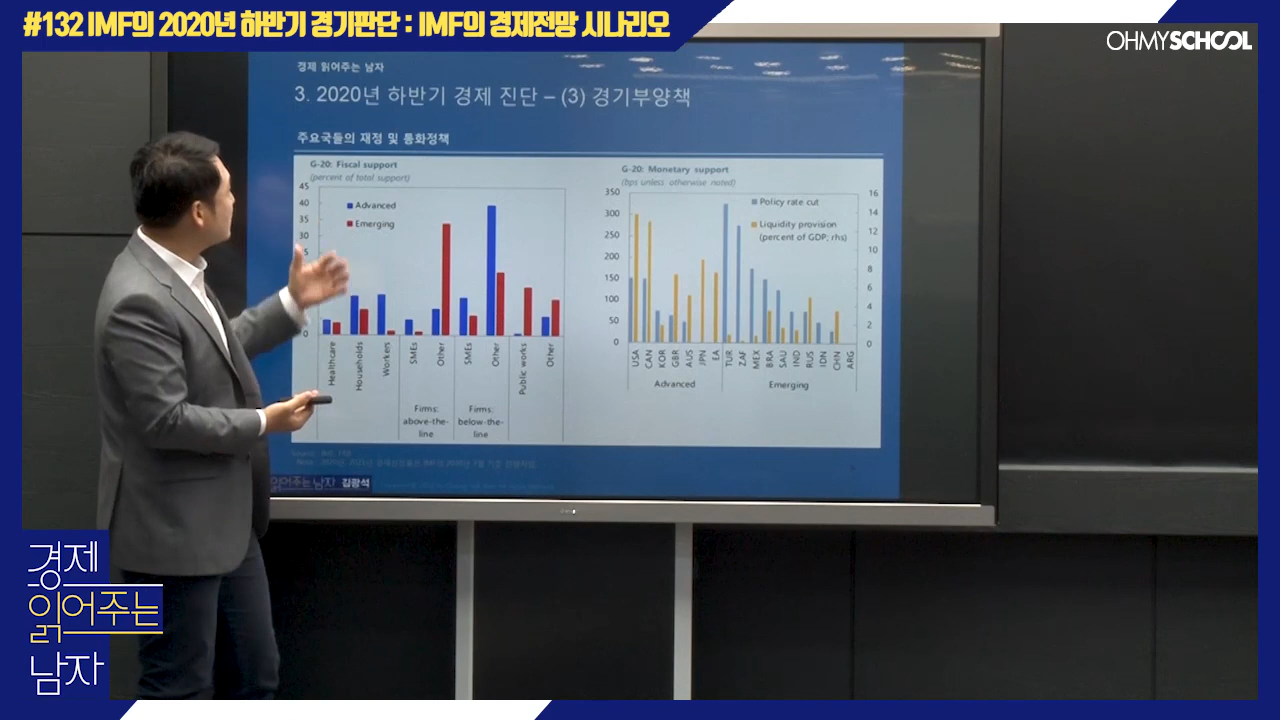 #132 IMF의 2020년 하반기 경기판단 : IMF의 경제전망 시나리오
OHMYSCHOOL
경제 읽어주는 남자
3. 2020년 하반기 경제 진단 – (3) 경기부양책
주요국들의 재정 및 통화정책
G-20: Fiscal support
(percent of total support)
45
40
35
30
25
0
Advanced
Emerging
Healthcare
Households
Workers
SMEs
Other
SMEs
Other
Public works
Other
Firms:
above-the-
line
Firms:
below-the-
line
G-20: Monetary support
(bps unless otherwise noted)
350
300
250
200
150
100
50
0
16
14
12
10
8
6
4
2
0
Policy rate cut
Liquidity provision
(percent of GDP; rhs)
USA
CAN
KOR
GBR
AUS
JPN
EA
TUR
ZAF
MEX
BRA
SAU
IND
RUS
IDN
CHN
ARG
Advanced
Emerging
읽어주는 남자 김광석
경제
읽어주는
남자